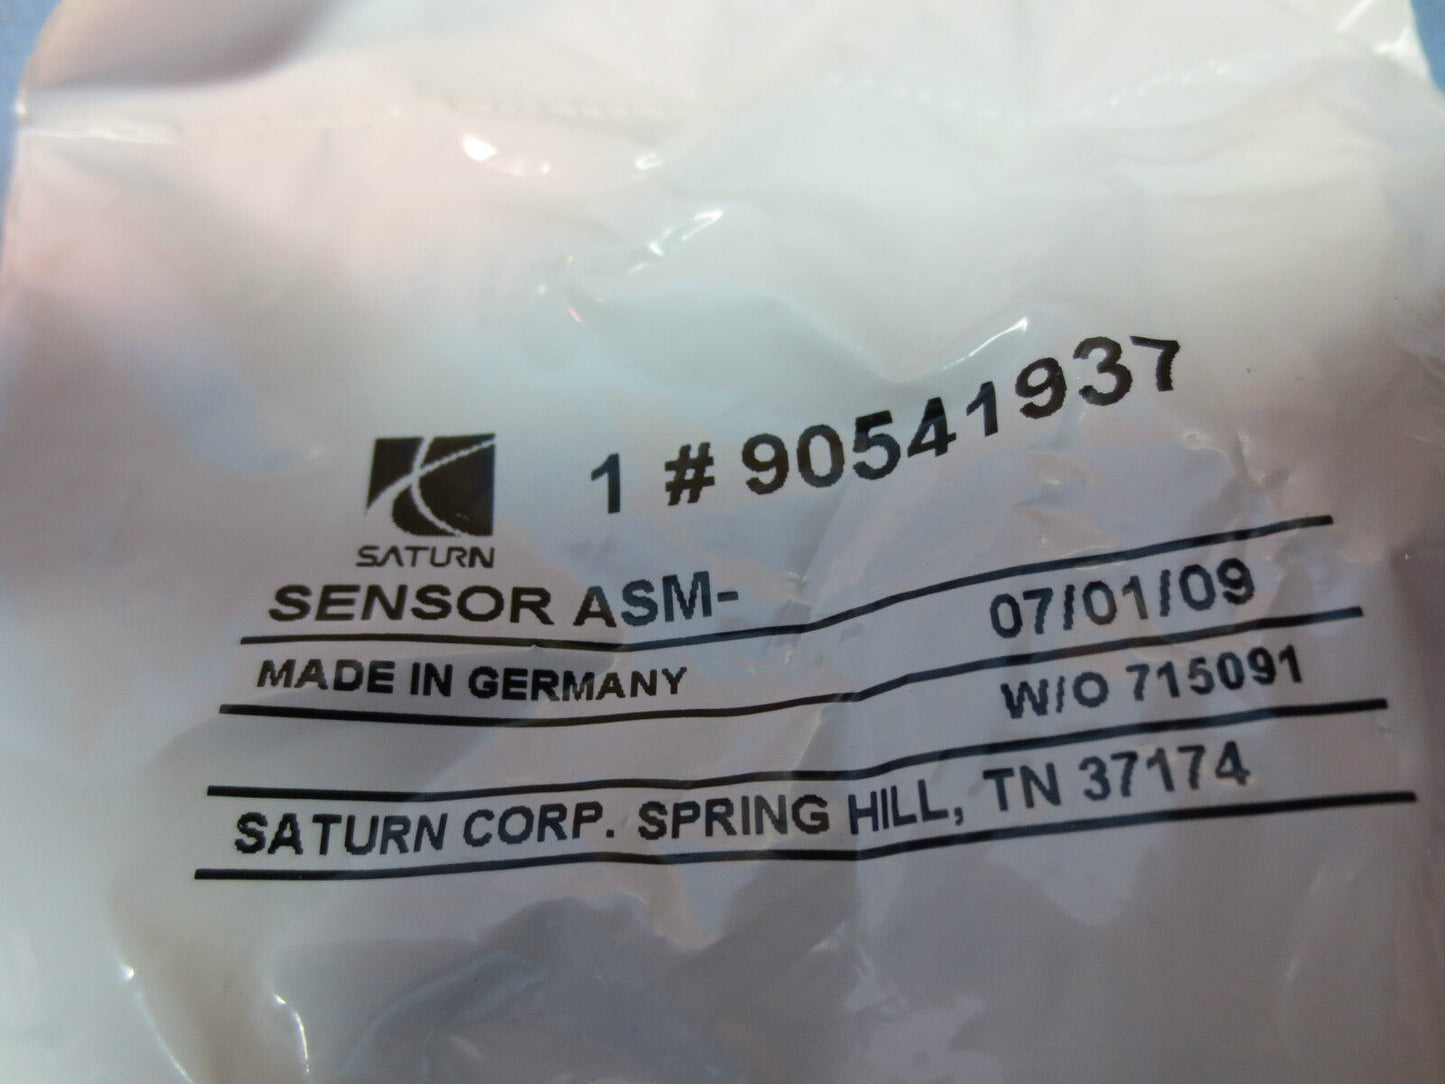 1 # 90541937
SATURN
SENSOR ASM- 07/01/09
MADE IN GERMANY W/O 715091
SATURN CORP. SPRING HILL, TN 37174